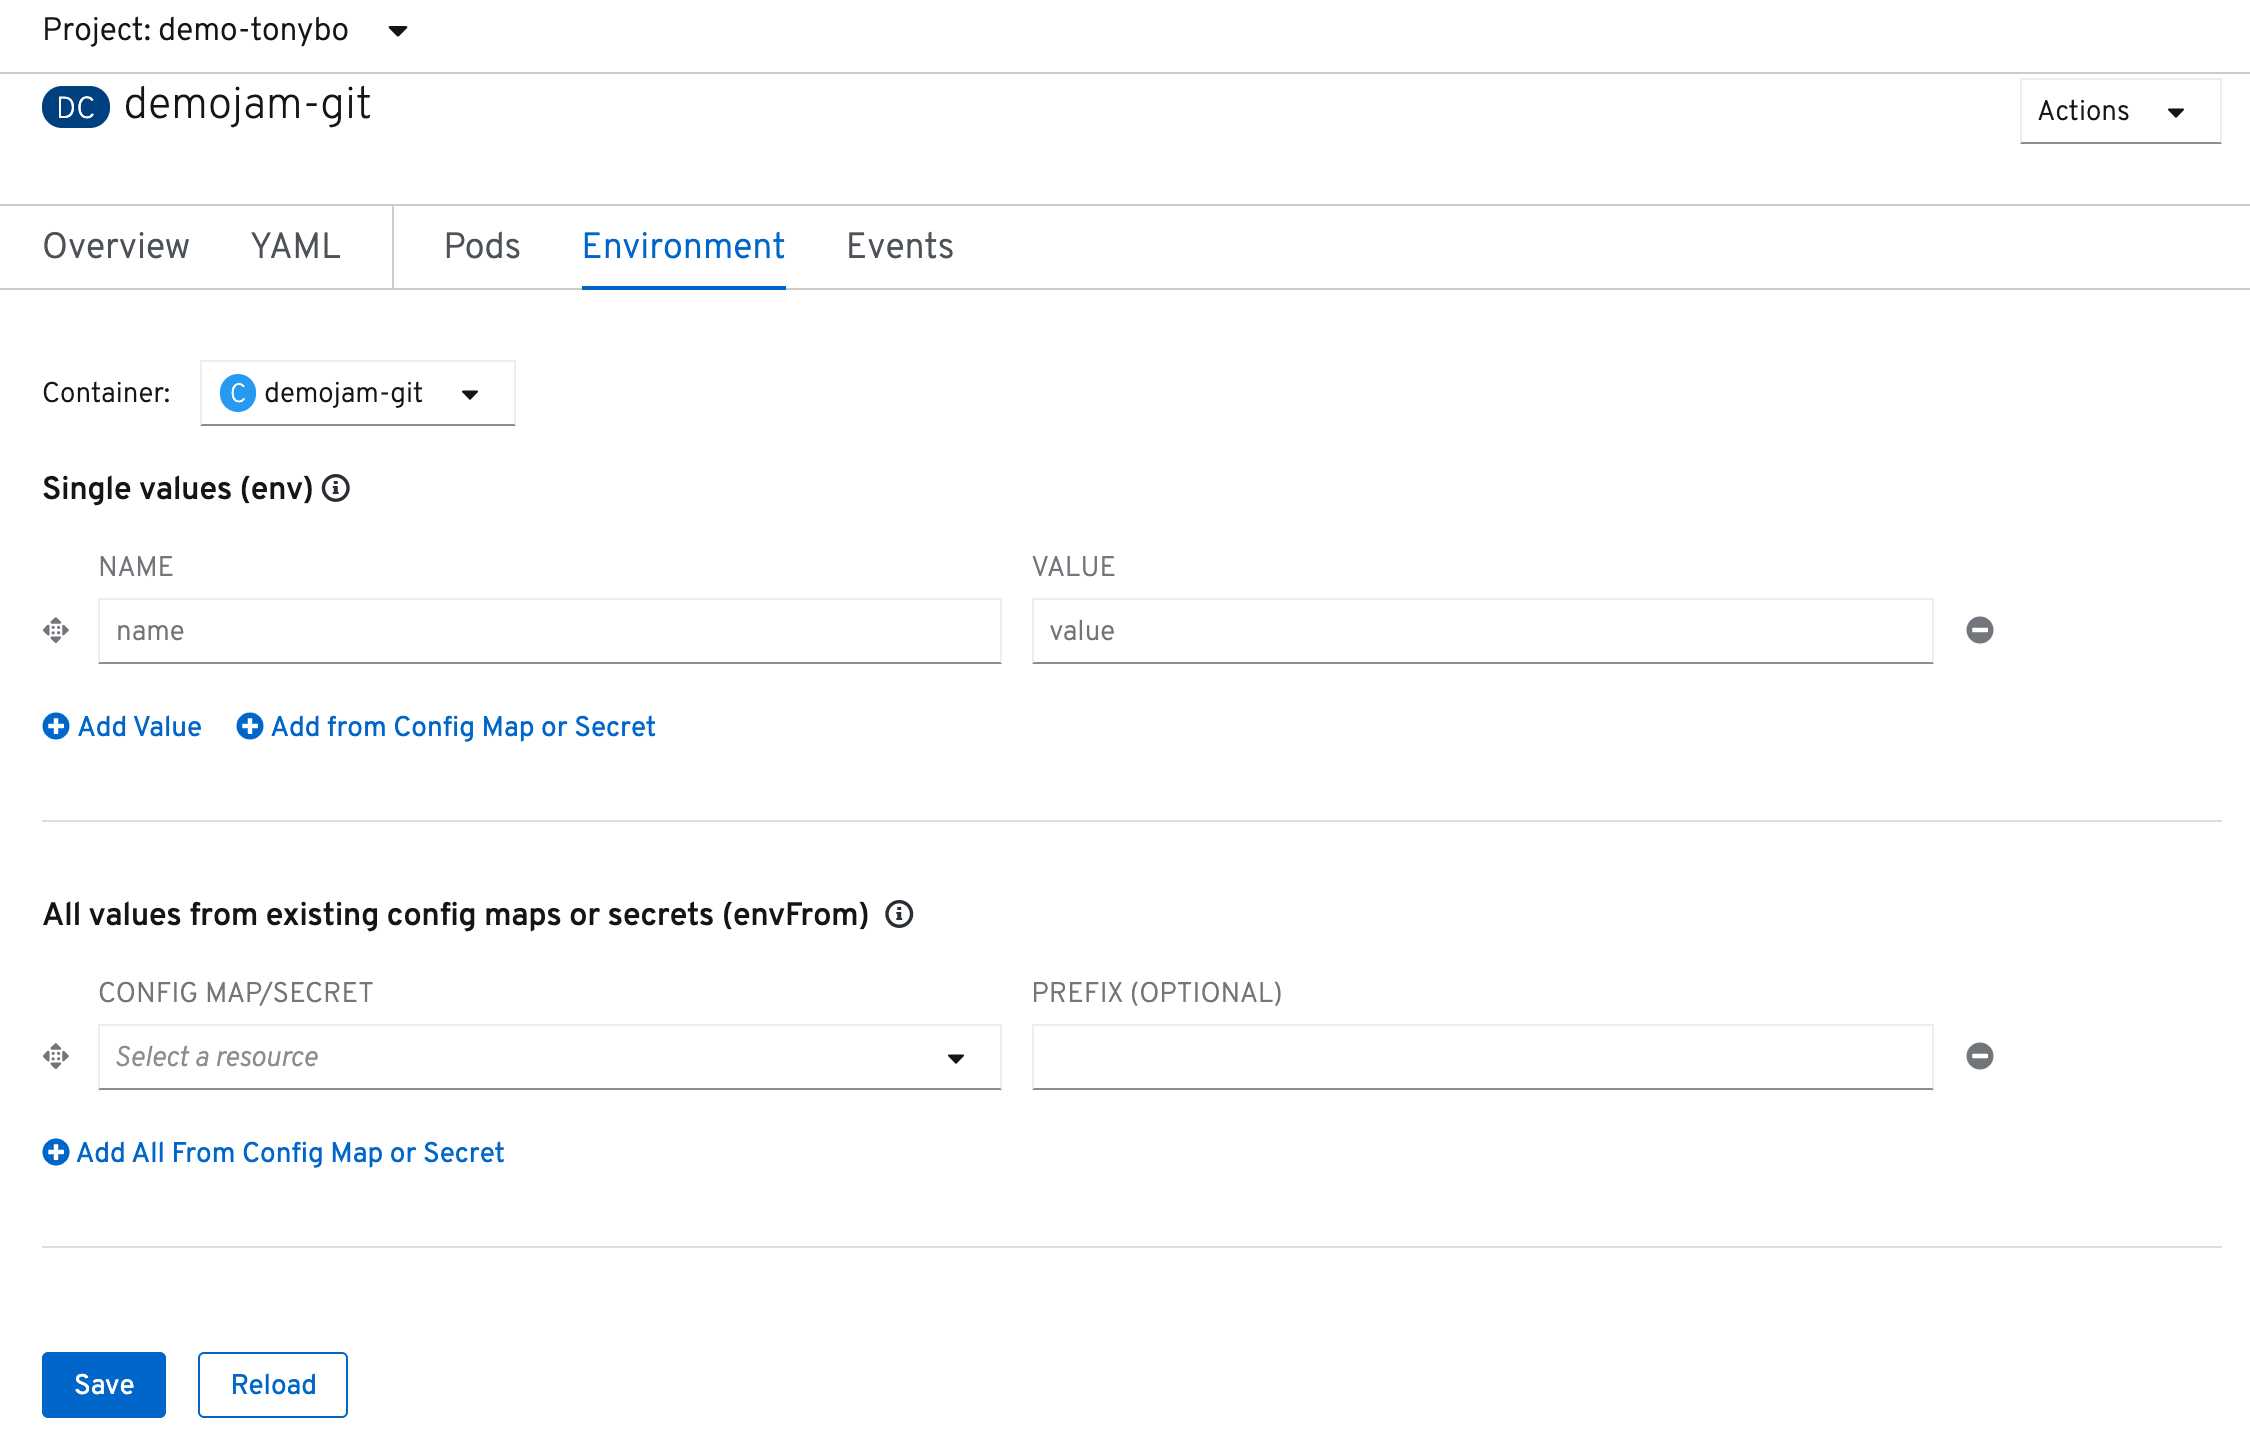 Project: demo-tonybo
DC demojam-git
Actions
Overview YAML Pods Environment Events
Container: C demojam-git
Single values (env)
NAME VALUE
name value
Add Value Add from Config Map or Secret
All values from existing config maps or secrets (envFrom)
CONFIG MAP/SECRET PREFIX (OPTIONAL)
Select a resource
Add All From Config Map or Secret
Save Reload